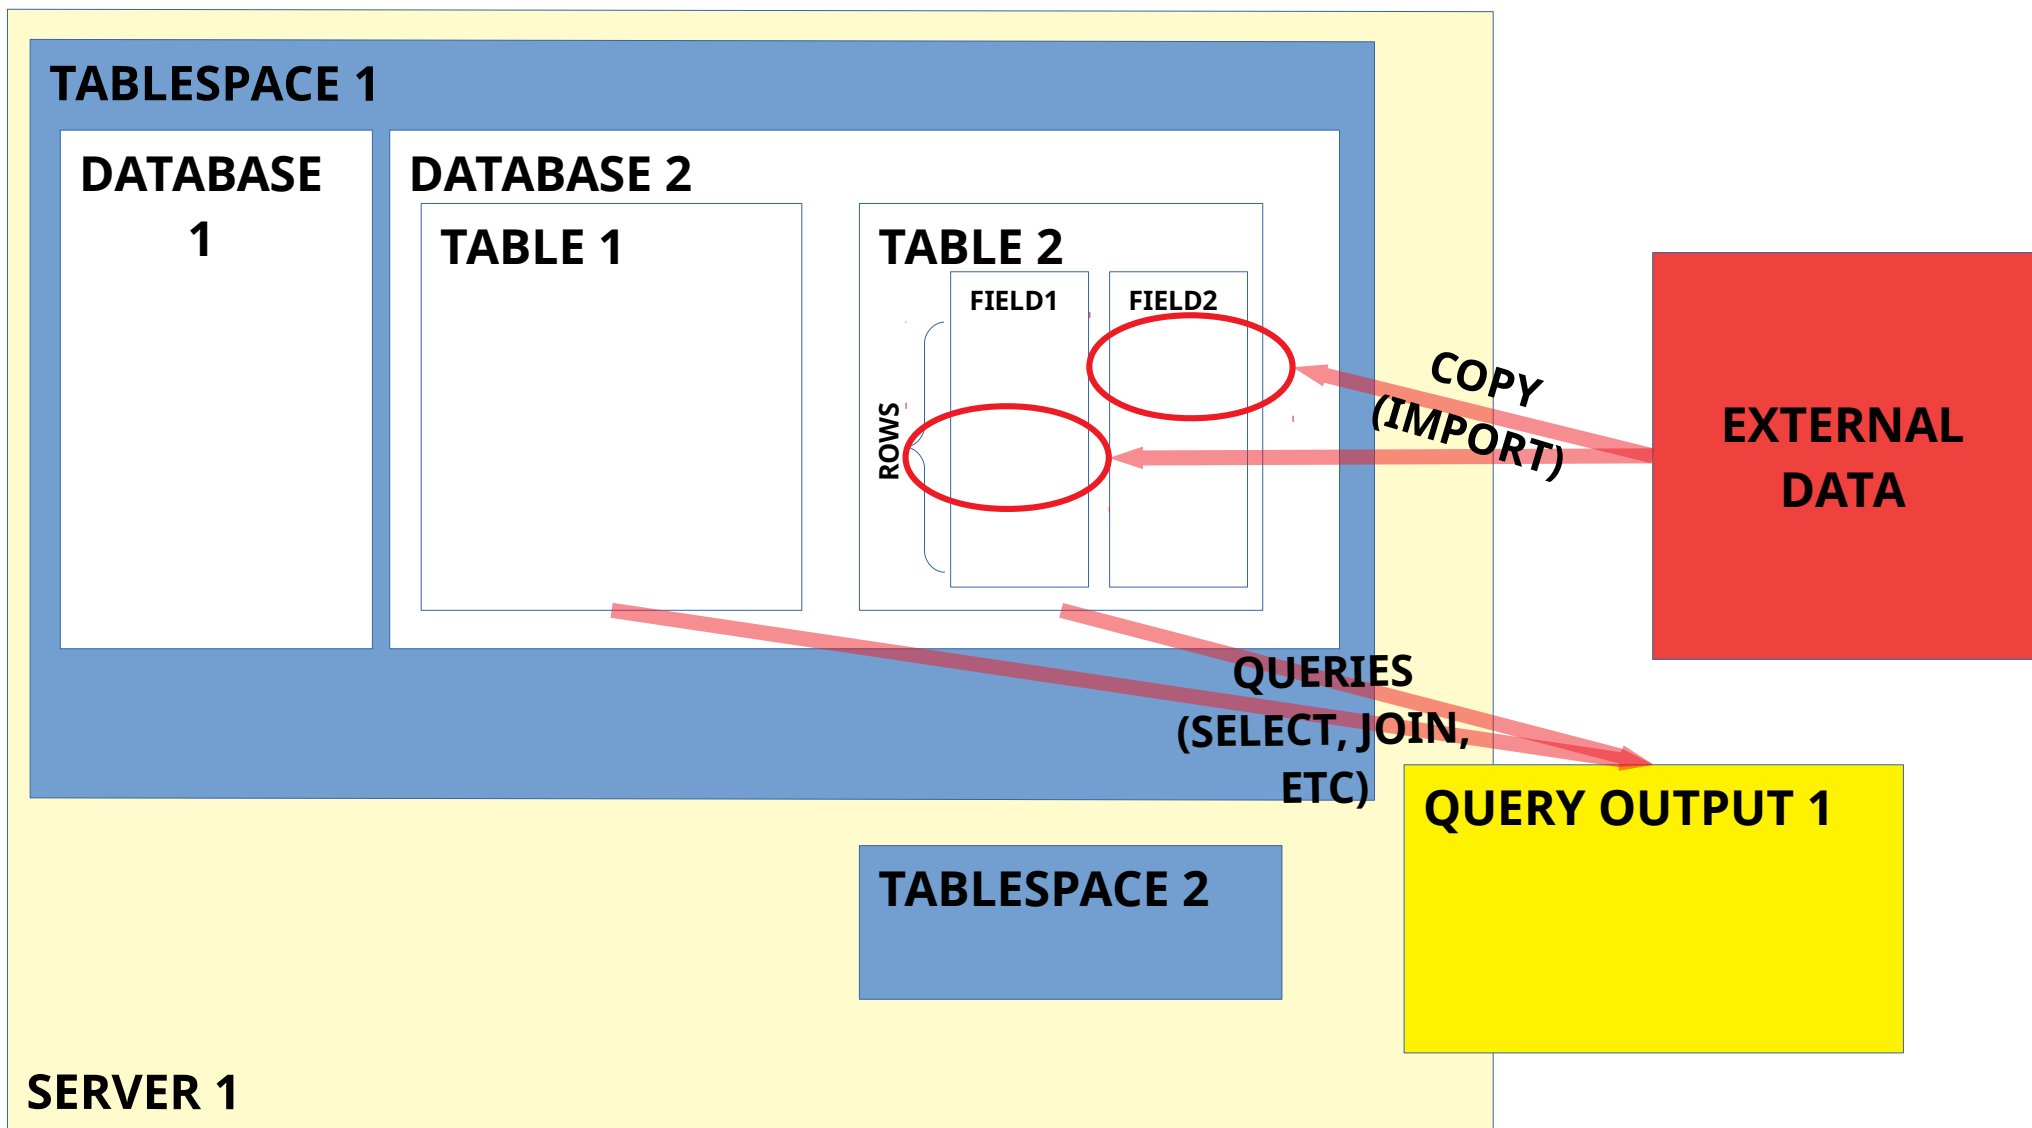 TABLESPACE 1
DATABASE
1
DATABASE 2
TABLE 1
TABLE 2
FIELD1
FIELD2
ROWS
COPY
(IMPORT)
EXTERNAL
DATA
QUERIES
(SELECT, JOIN,
ETC)
QUERY OUTPUT 1
TABLESPACE 2
SERVER 1